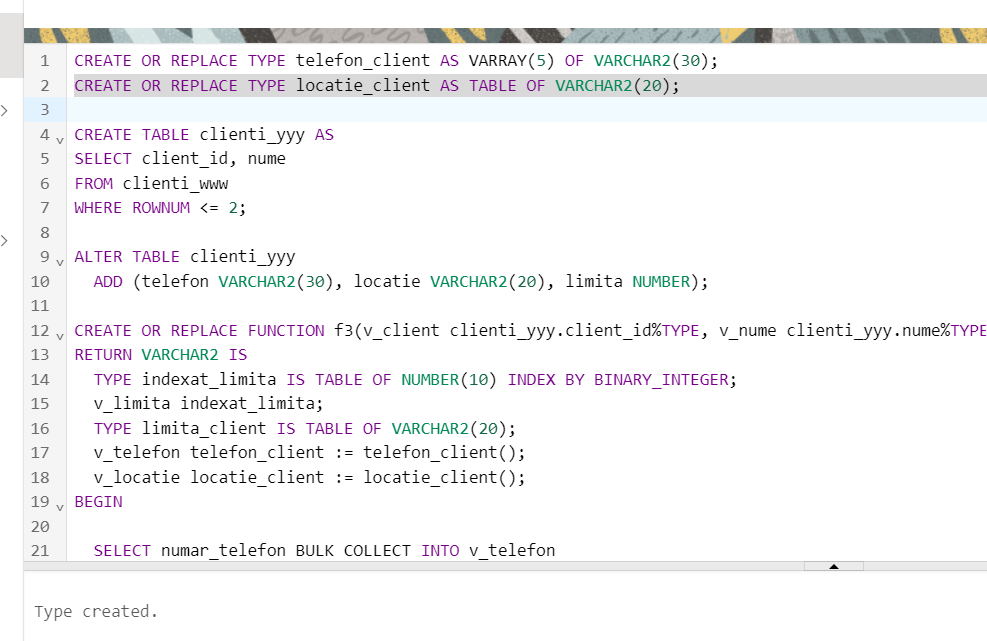 1 CREATE OR REPLACE TYPE telefon_client AS VARRAY(5) OF VARCHAR2(30);
2 CREATE OR REPLACE TYPE locatie_client AS TABLE OF VARCHAR2(20);
3
4 CREATE TABLE clienti_yyy AS
5 SELECT client_id, nume
6 FROM clienti_www
7 WHERE ROWNUM <= 2;
8
9 ALTER TABLE clienti_yyy
10   ADD (telefon VARCHAR2(30), locatie VARCHAR2(20), limita NUMBER);
11
12 CREATE OR REPLACE FUNCTION f3(v_client clienti_yyy.client_id%TYPE, v_nume clienti_yyy.nume%TYPE
13 RETURN VARCHAR2 IS
14   TYPE indexat_limita IS TABLE OF NUMBER(10) INDEX BY BINARY_INTEGER;
15   v_limita indexat_limita;
16   TYPE limita_client IS TABLE OF VARCHAR2(20);
17   v_telefon telefon_client := telefon_client();
18   v_locatie locatie_client := locatie_client();
19 BEGIN
20
21   SELECT numar_telefon BULK COLLECT INTO v_telefon
Type created.